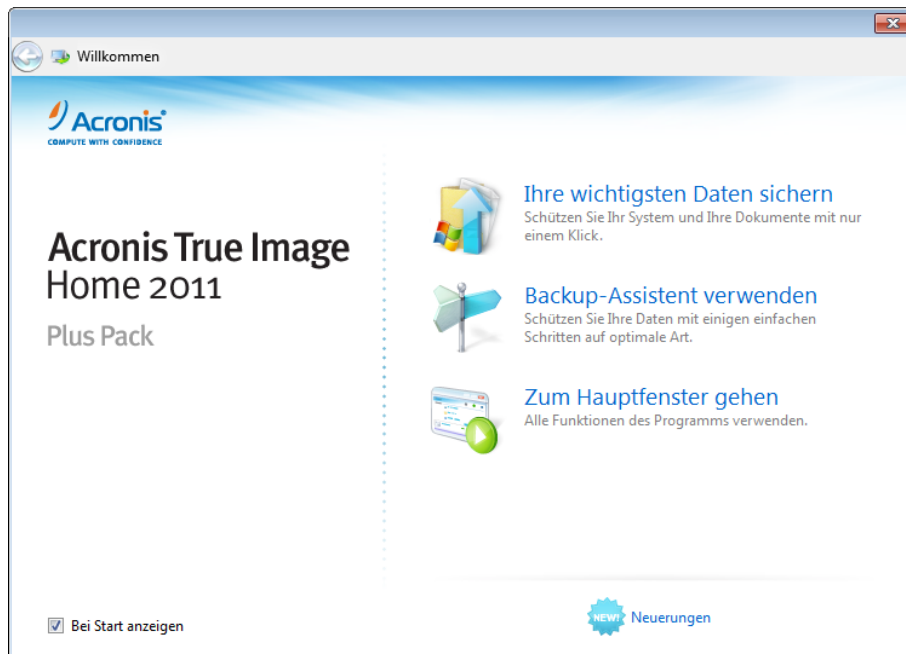 Willkommen
Acronis®
COMPUTE WITH CONFIDENCE
Acronis True Image
Home 2011
Plus Pack
Ihre wichtigsten Daten sichern
Schützen Sie Ihr System und Ihre Dokumente mit nur
einem Klick.
Backup-Assistent verwenden
Schützen Sie Ihre Daten mit einigen einfachen
Schritten auf optimale Art.
Zum Hauptfenster gehen
Alle Funktionen des Programms verwenden.
Bei Start anzeigen
NEW!
Neuerungen